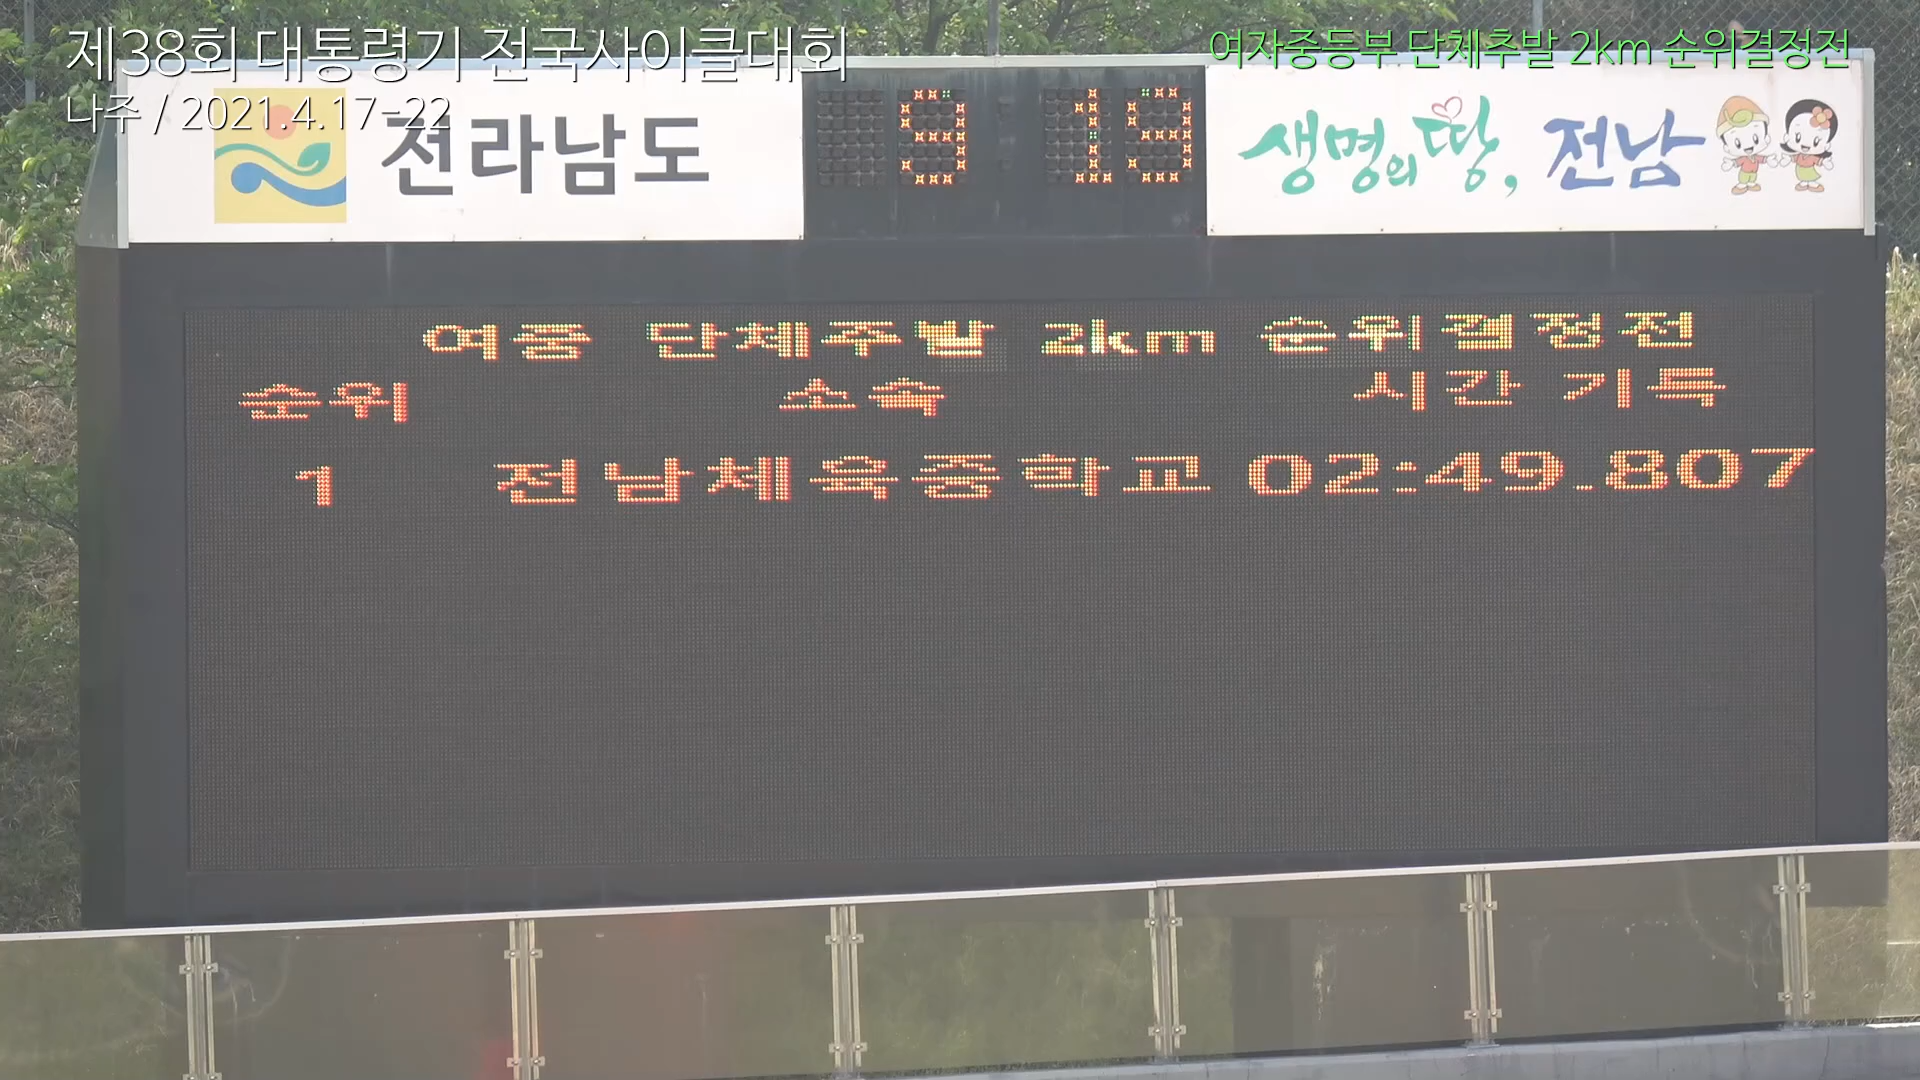 제38회 대통령기 전국사이클대회
여자중등부 단체추발 2km 순위결정전
나주 / 2021.4.17-22
전라남도
9 19
생명의 땅, 전남
여중 단체추발 2km 순위결정전
순위 소속 시간 기록
1 전남체육중학교 02:49.807